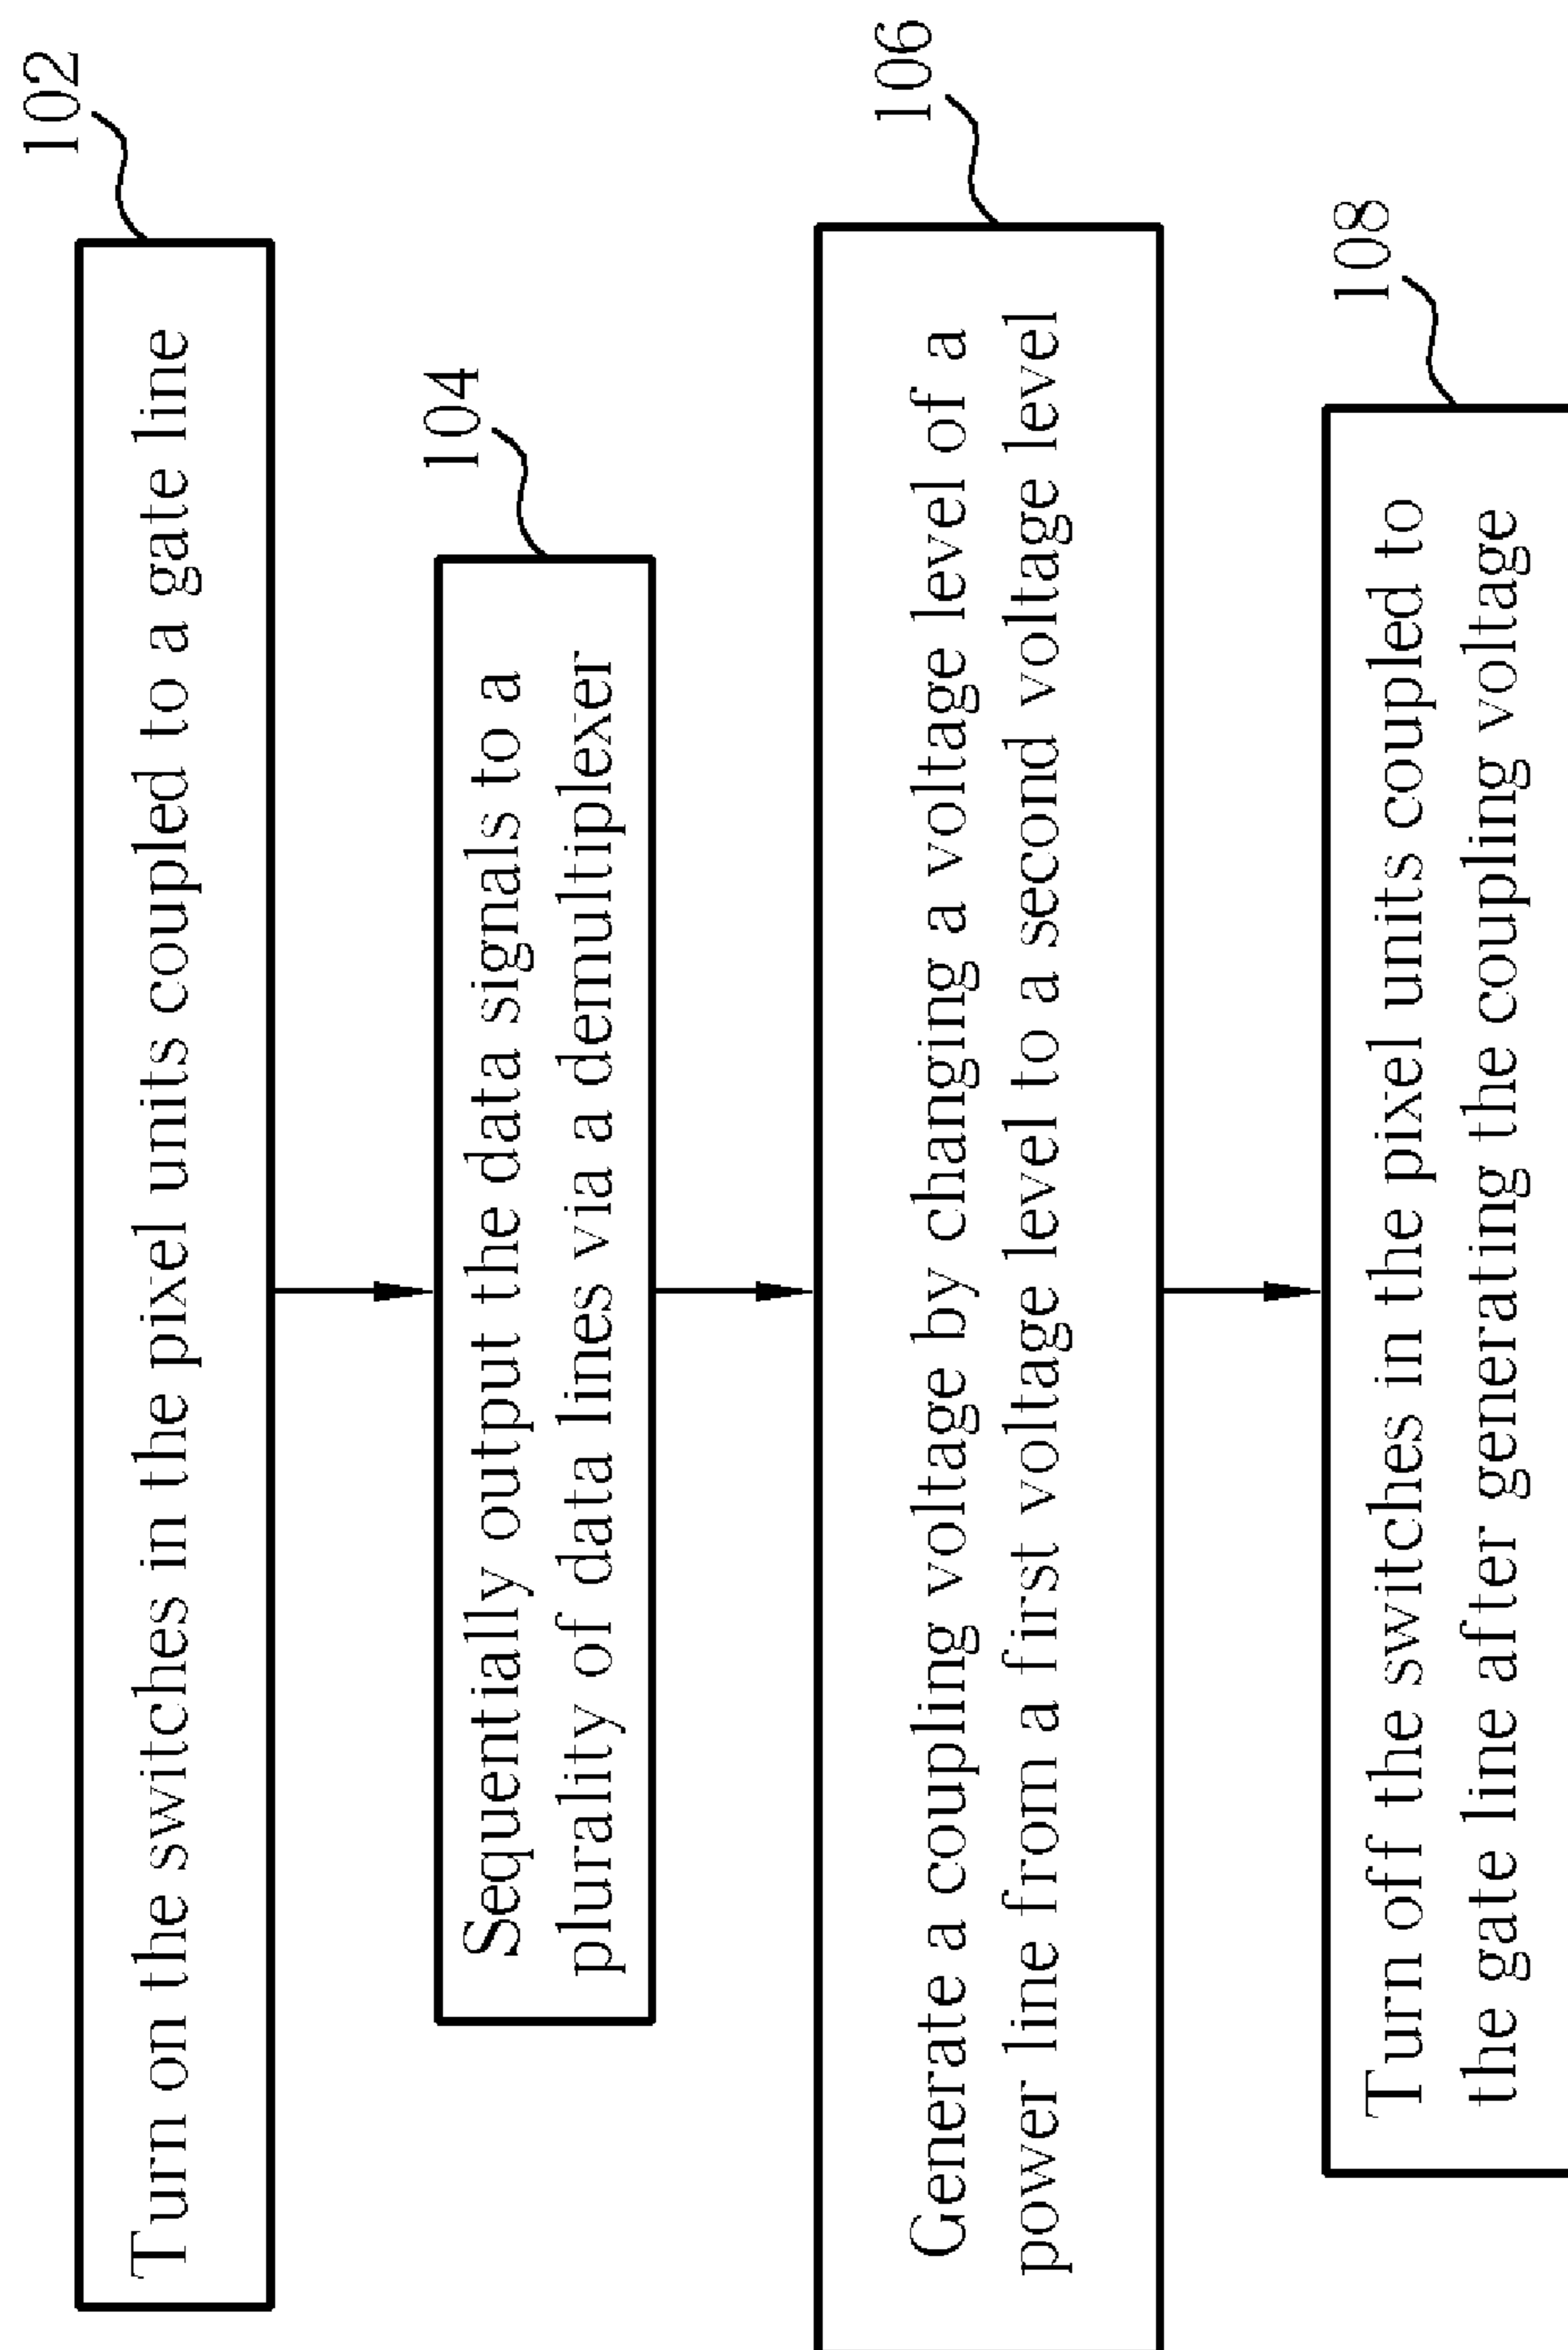 102
Turn on the switches in the pixel units coupled to a gate line
104
Sequentially output the data signals to a
plurality of data lines via a demultiplexer
106
Generate a coupling voltage by changing a voltage level of a
power line from a first voltage level to a second voltage level
108
Turn off the switches in the pixel units coupled to
the gate line after generating the coupling voltage